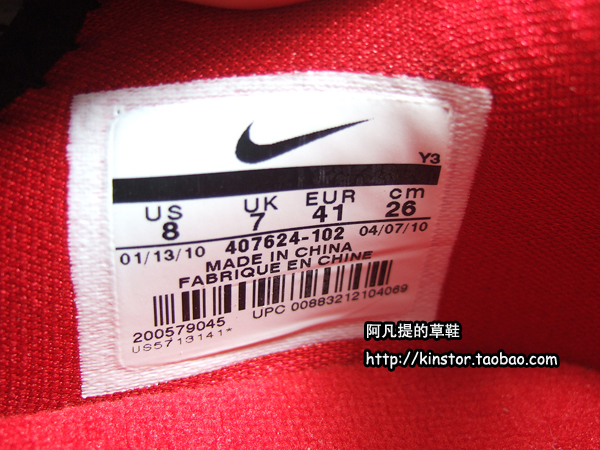 Y3
US UK EUR cm
8 7 41 26
01/13/10 407624-102 04/07/10
MADE IN CHINA
FABRIQUE EN CHINE
200579045 UPC 00883212104069
US5713141*
阿凡提的草鞋
http://kinstor.taobao.com